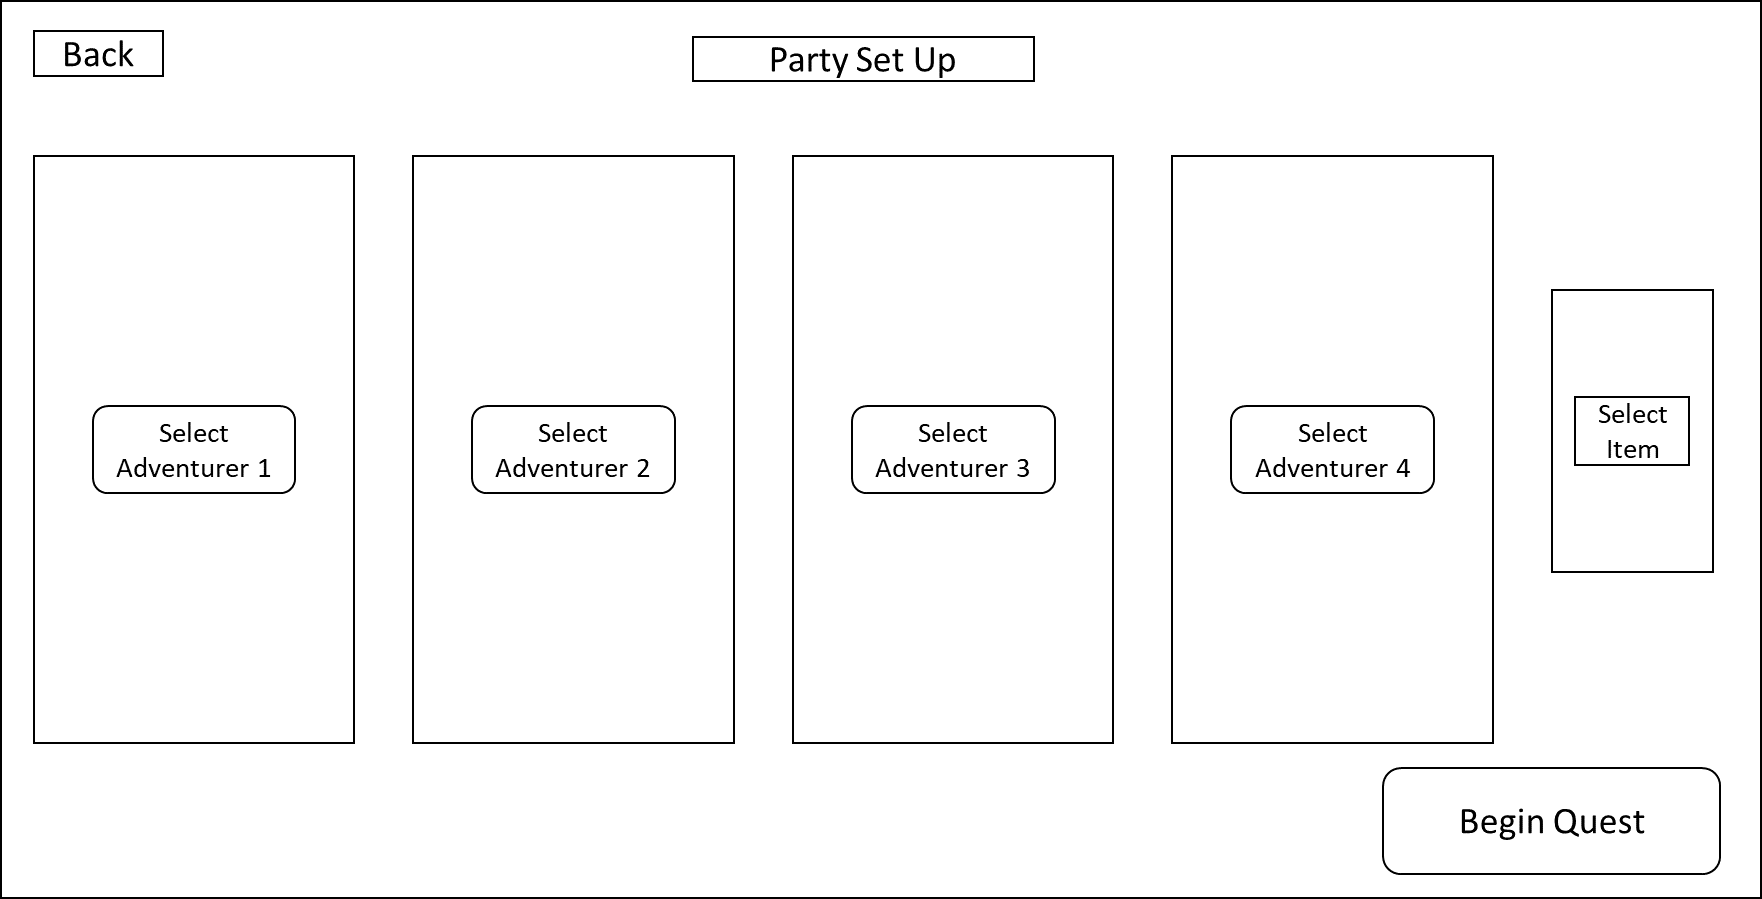 Back
Party Set Up
Select
Adventurer 1
Select
Adventurer 2
Select
Adventurer 3
Select
Adventurer 4
Select
Item
Begin Quest